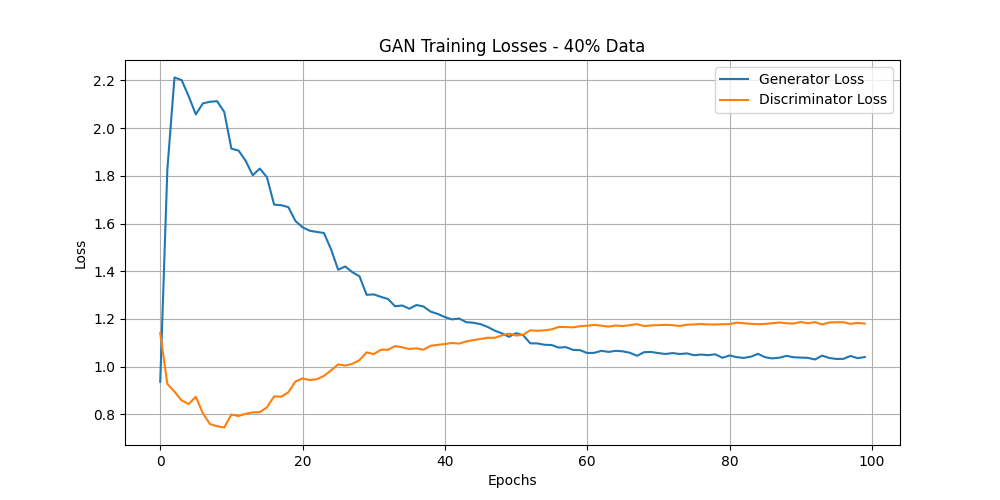 GAN Training Losses - 40% Data
Generator Loss
Discriminator Loss
Loss
2.2
2.0
1.8
1.6
1.4
1.2
1.0
0.8
0
20
40
60
80
100
Epochs